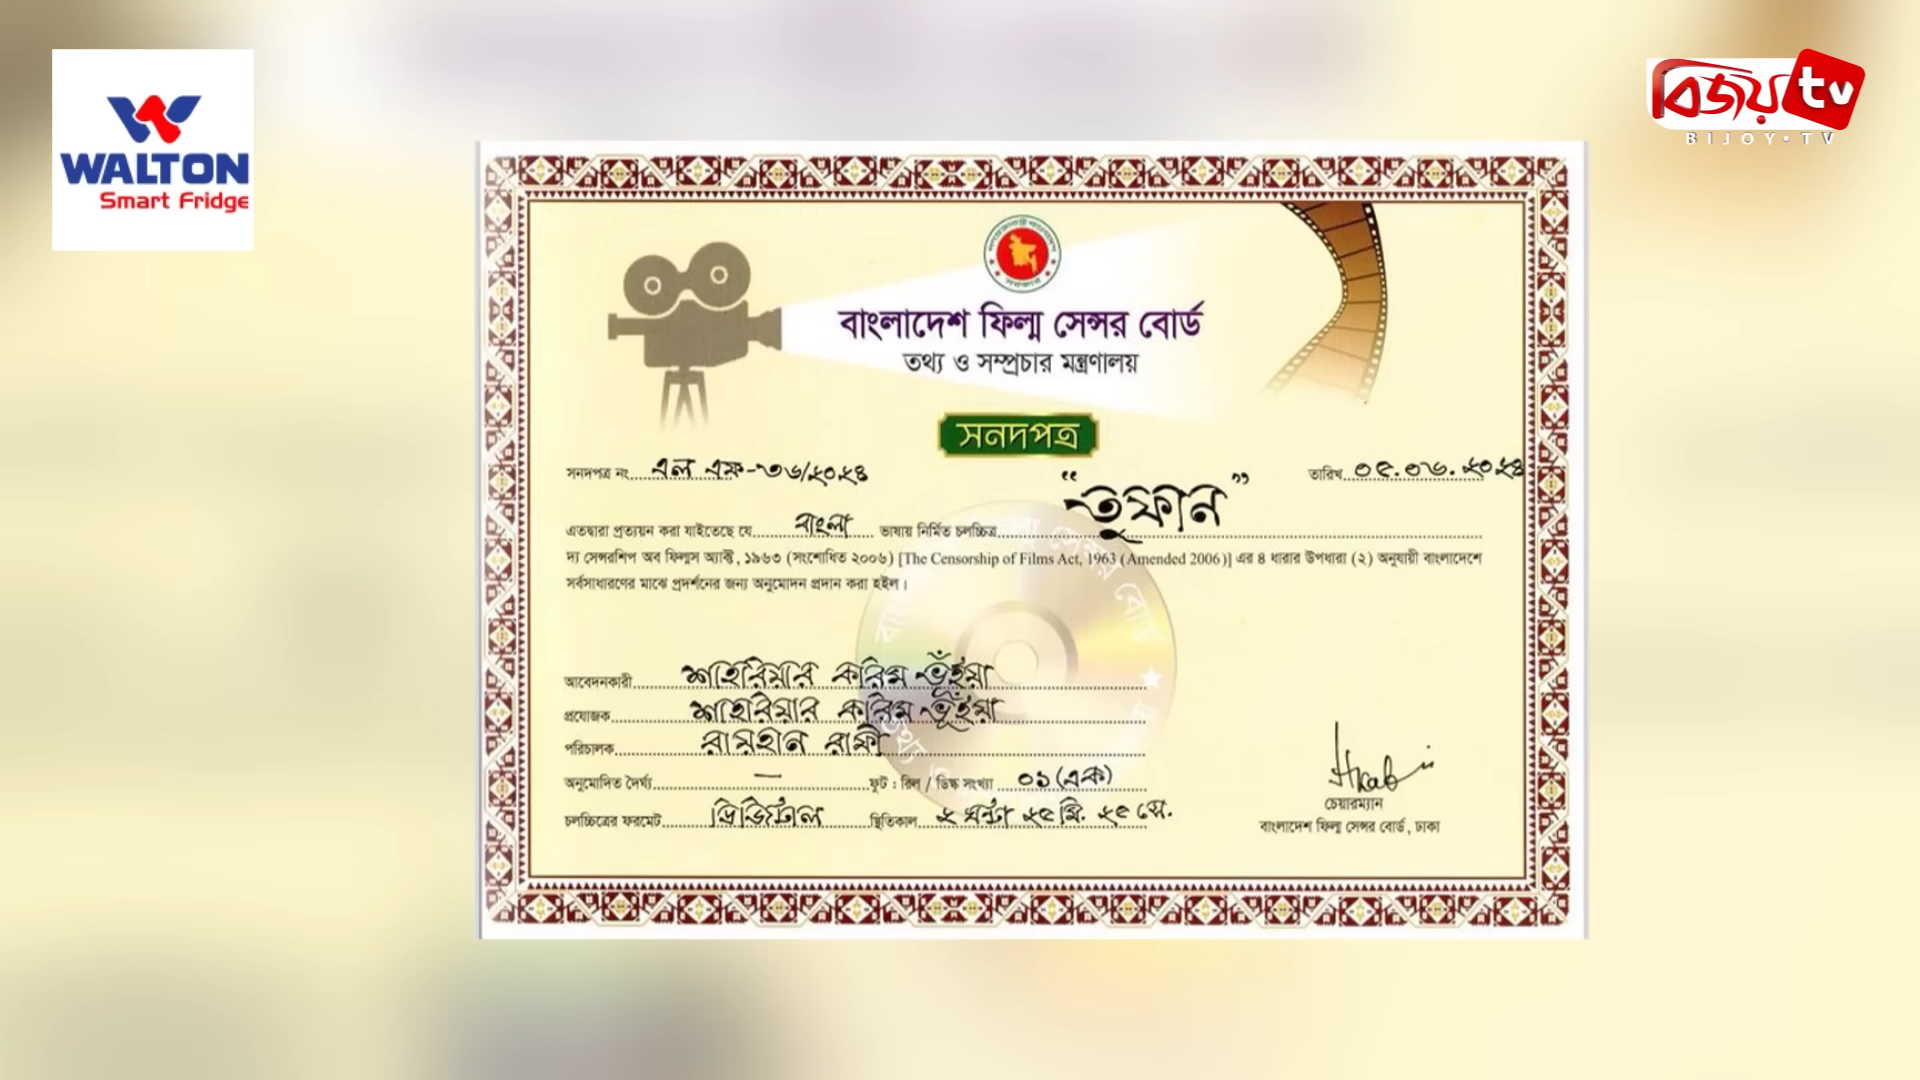 WALTON
Smart Fridge
বিজয় tv
BIJOY·TV
বাংলাদেশ ফিল্ম সেন্সর বোর্ড
তথ্য ও সম্প্রচার মন্ত্রণালয়
সনদপত্র
সনদপত্র নং.....এল এফ-৩৬/২০২৪ তারিখ ০৫.০৬.২০২৪
“তুফান”
এতদ্বারা প্রত্যয়ন করা যাইতেছে যে.....বাংলা.... ভাষায় নির্মিত চলচ্চিত্র.....
দ্য সেন্সরশিপ অব ফিল্মস অ্যাক্ট, ১৯৬৩ (সংশোধিত ২০০৬) [The Censorship of Films Act, 1963 (Amended 2006)] এর ৪ ধারার উপধারা (২) অনুযায়ী বাংলাদেশে
সর্বসাধারণের মাঝে প্রদর্শনের জন্য অনুমোদন প্রদান করা হইল।
আবেদনকারী.....শাহরিয়ার করিম ভূঁইয়া
প্রযোজক.....শাহরিয়ার করিম ভূঁইয়া
পরিচালক.....রায়হান রাফী
অনুমোদিত দৈর্ঘ্য.....—.....ফুট : রিল / ডিস্ক সংখ্যা ০১ (এক)
চলচ্চিত্রের ফরমেট.....ডিজিটাল.....স্থিতিকাল.. ২ ঘন্টা ২৫ মি. ২৫ সে.
চেয়ারম্যান
বাংলাদেশ ফিল্ম সেন্সর বোর্ড, ঢাকা